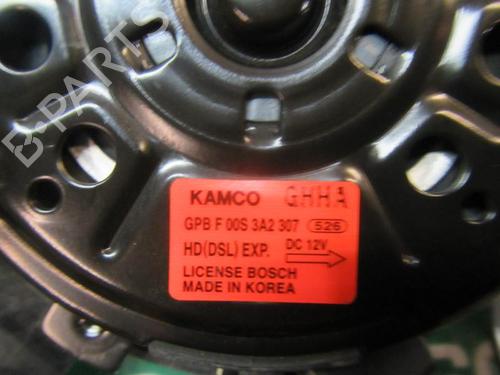 B-PARTS
KAMCO GHHA
GPB F 00S 3A2 307 526
HD(DSL) EXP. DC 12V
LICENSE BOSCH
MADE IN KOREA